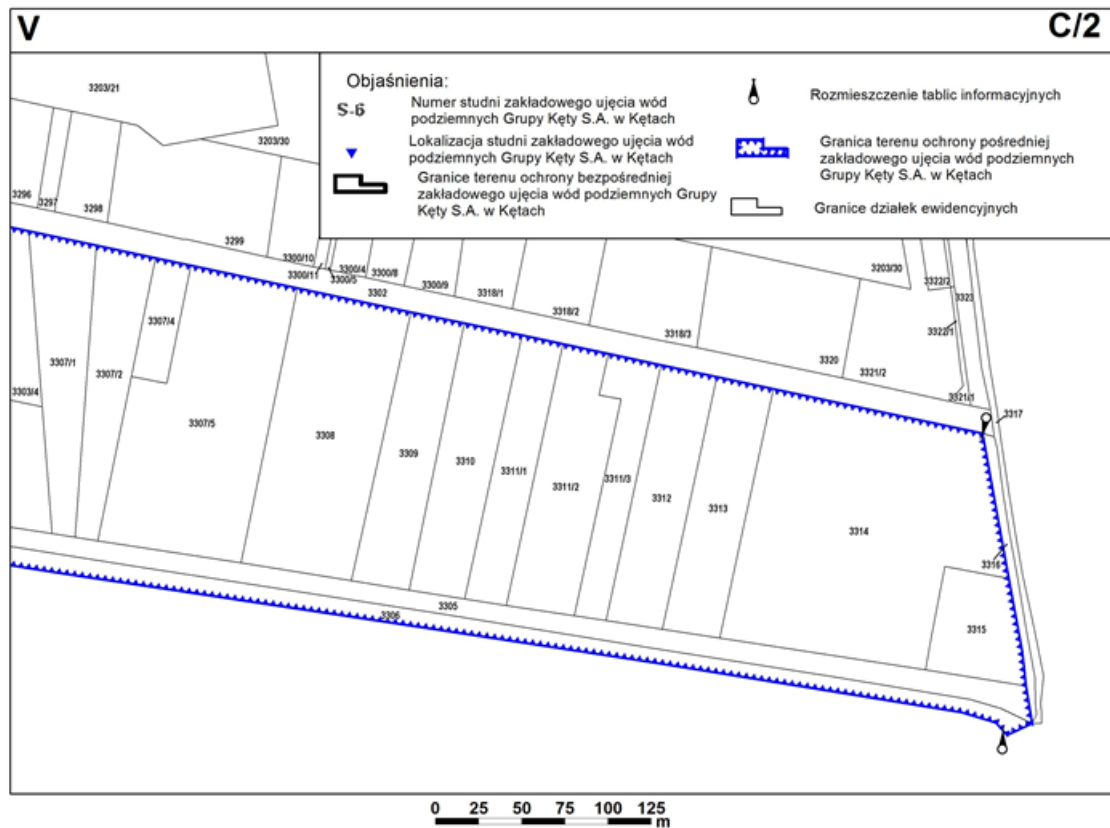 V
C/2
Objaśnienia:
S-6
Numer studni zakładowego ujęcia wód
podziemnych Grupy Kęty S.A. w Kętach
Lokalizacja studni zakładowego ujęcia wód
podziemnych Grupy Kęty S.A. w Kętach
Granice terenu ochrony bezpośredniej
zakładowego ujęcia wód podziemnych Grupy
Kęty S.A. w Kętach
Rozmieszczenie tablic informacyjnych
Granica terenu ochrony pośredniej
zakładowego ujęcia wód podziemnych
Grupy Kęty S.A. w Kętach
Granice działek ewidencyjnych
3203/21
3203/30
3296
3297
3298
3299
3300/10
3300/11
3300/5
3300/4
3300/8
3302
3300/9
3318/1
3318/2
3318/3
3320
3321/2
3203/30
3322/2
3323
3322/1
3321/1
3317
3303/4
3307/1
3307/2
3307/4
3307/5
3308
3309
3310
3311/1
3311/2
3311/3
3312
3313
3314
3316
3315
3305
3306
0 25 50 75 100 125
m